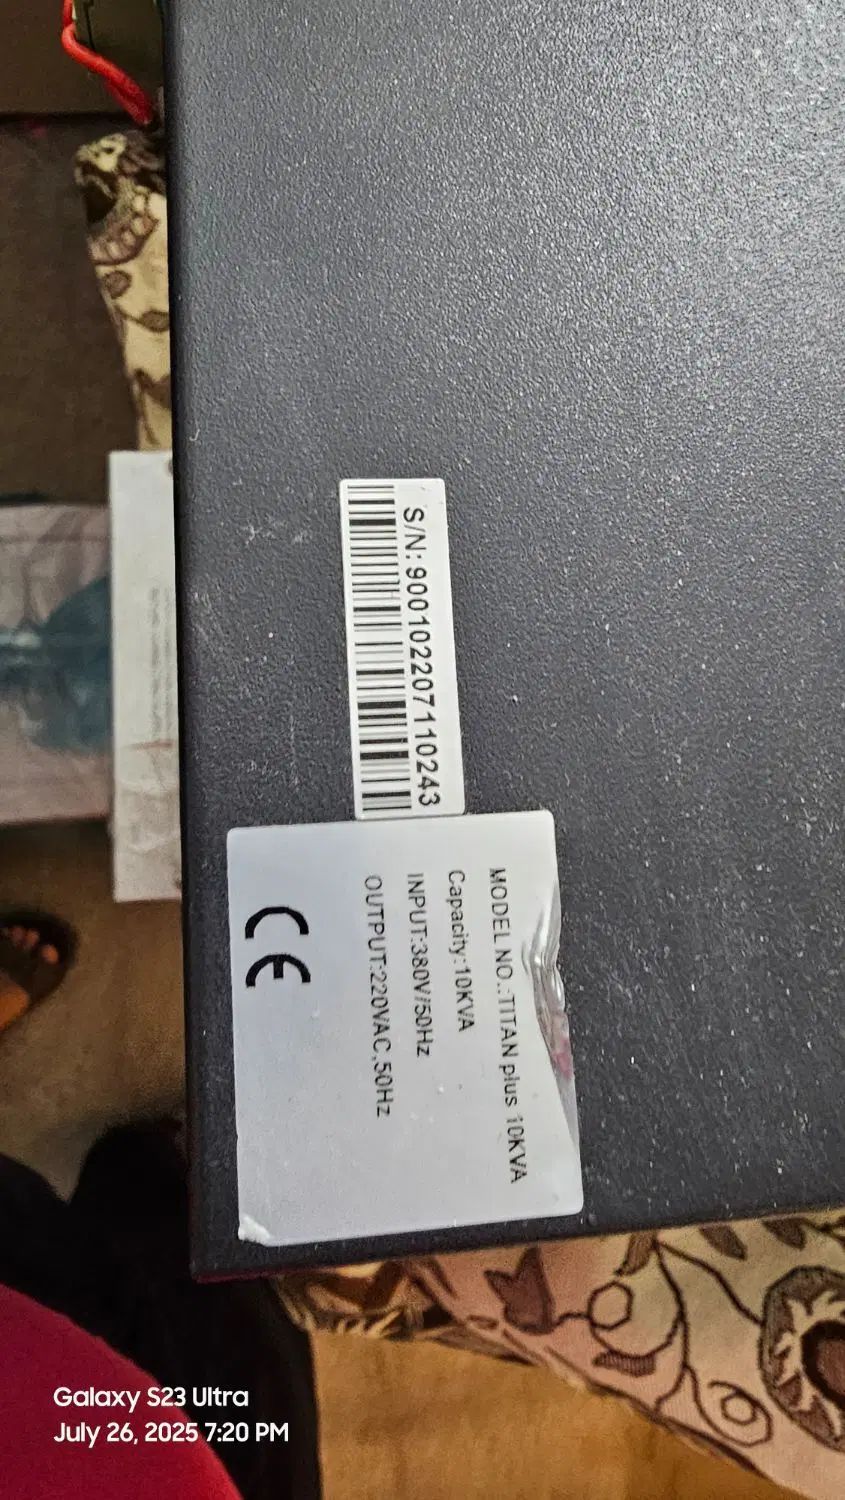 S/N: 9001022071110243
MODEL NO.:TITAN plus 10KVA
Capacity:10KVA
INPUT:380V/50Hz
OUTPUT:220VAC,50Hz
CE
Galaxy S23 Ultra
July 26, 2025 7:20 PM